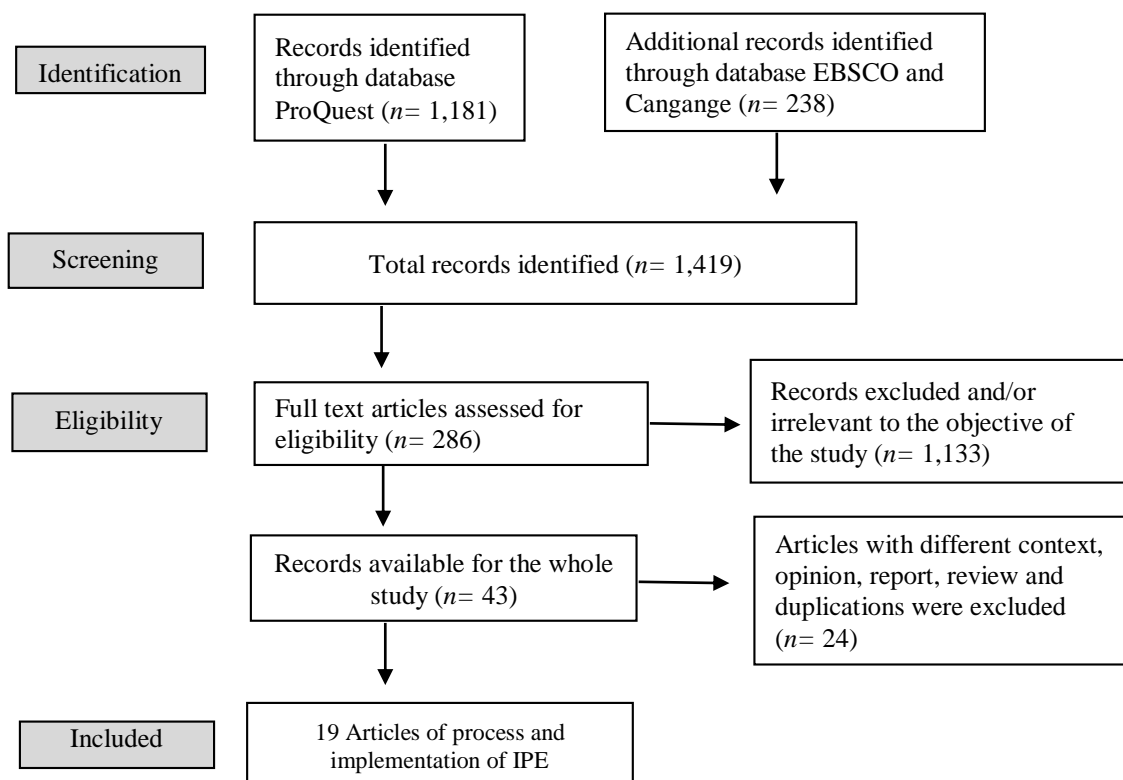 Identification
Records identified
through database
ProQuest (n= 1,181)
Additional records identified
through database EBSCO and
Cangange (n= 238)
Screening
Total records identified (n= 1,419)
Eligibility
Full text articles assessed for
eligibility (n= 286)
Records excluded and/or
irrelevant to the objective of
the study (n= 1,133)
Records available for the whole
study (n= 43)
Articles with different context,
opinion, report, review and
duplications were excluded
(n= 24)
Included
19 Articles of process and
implementation of IPE